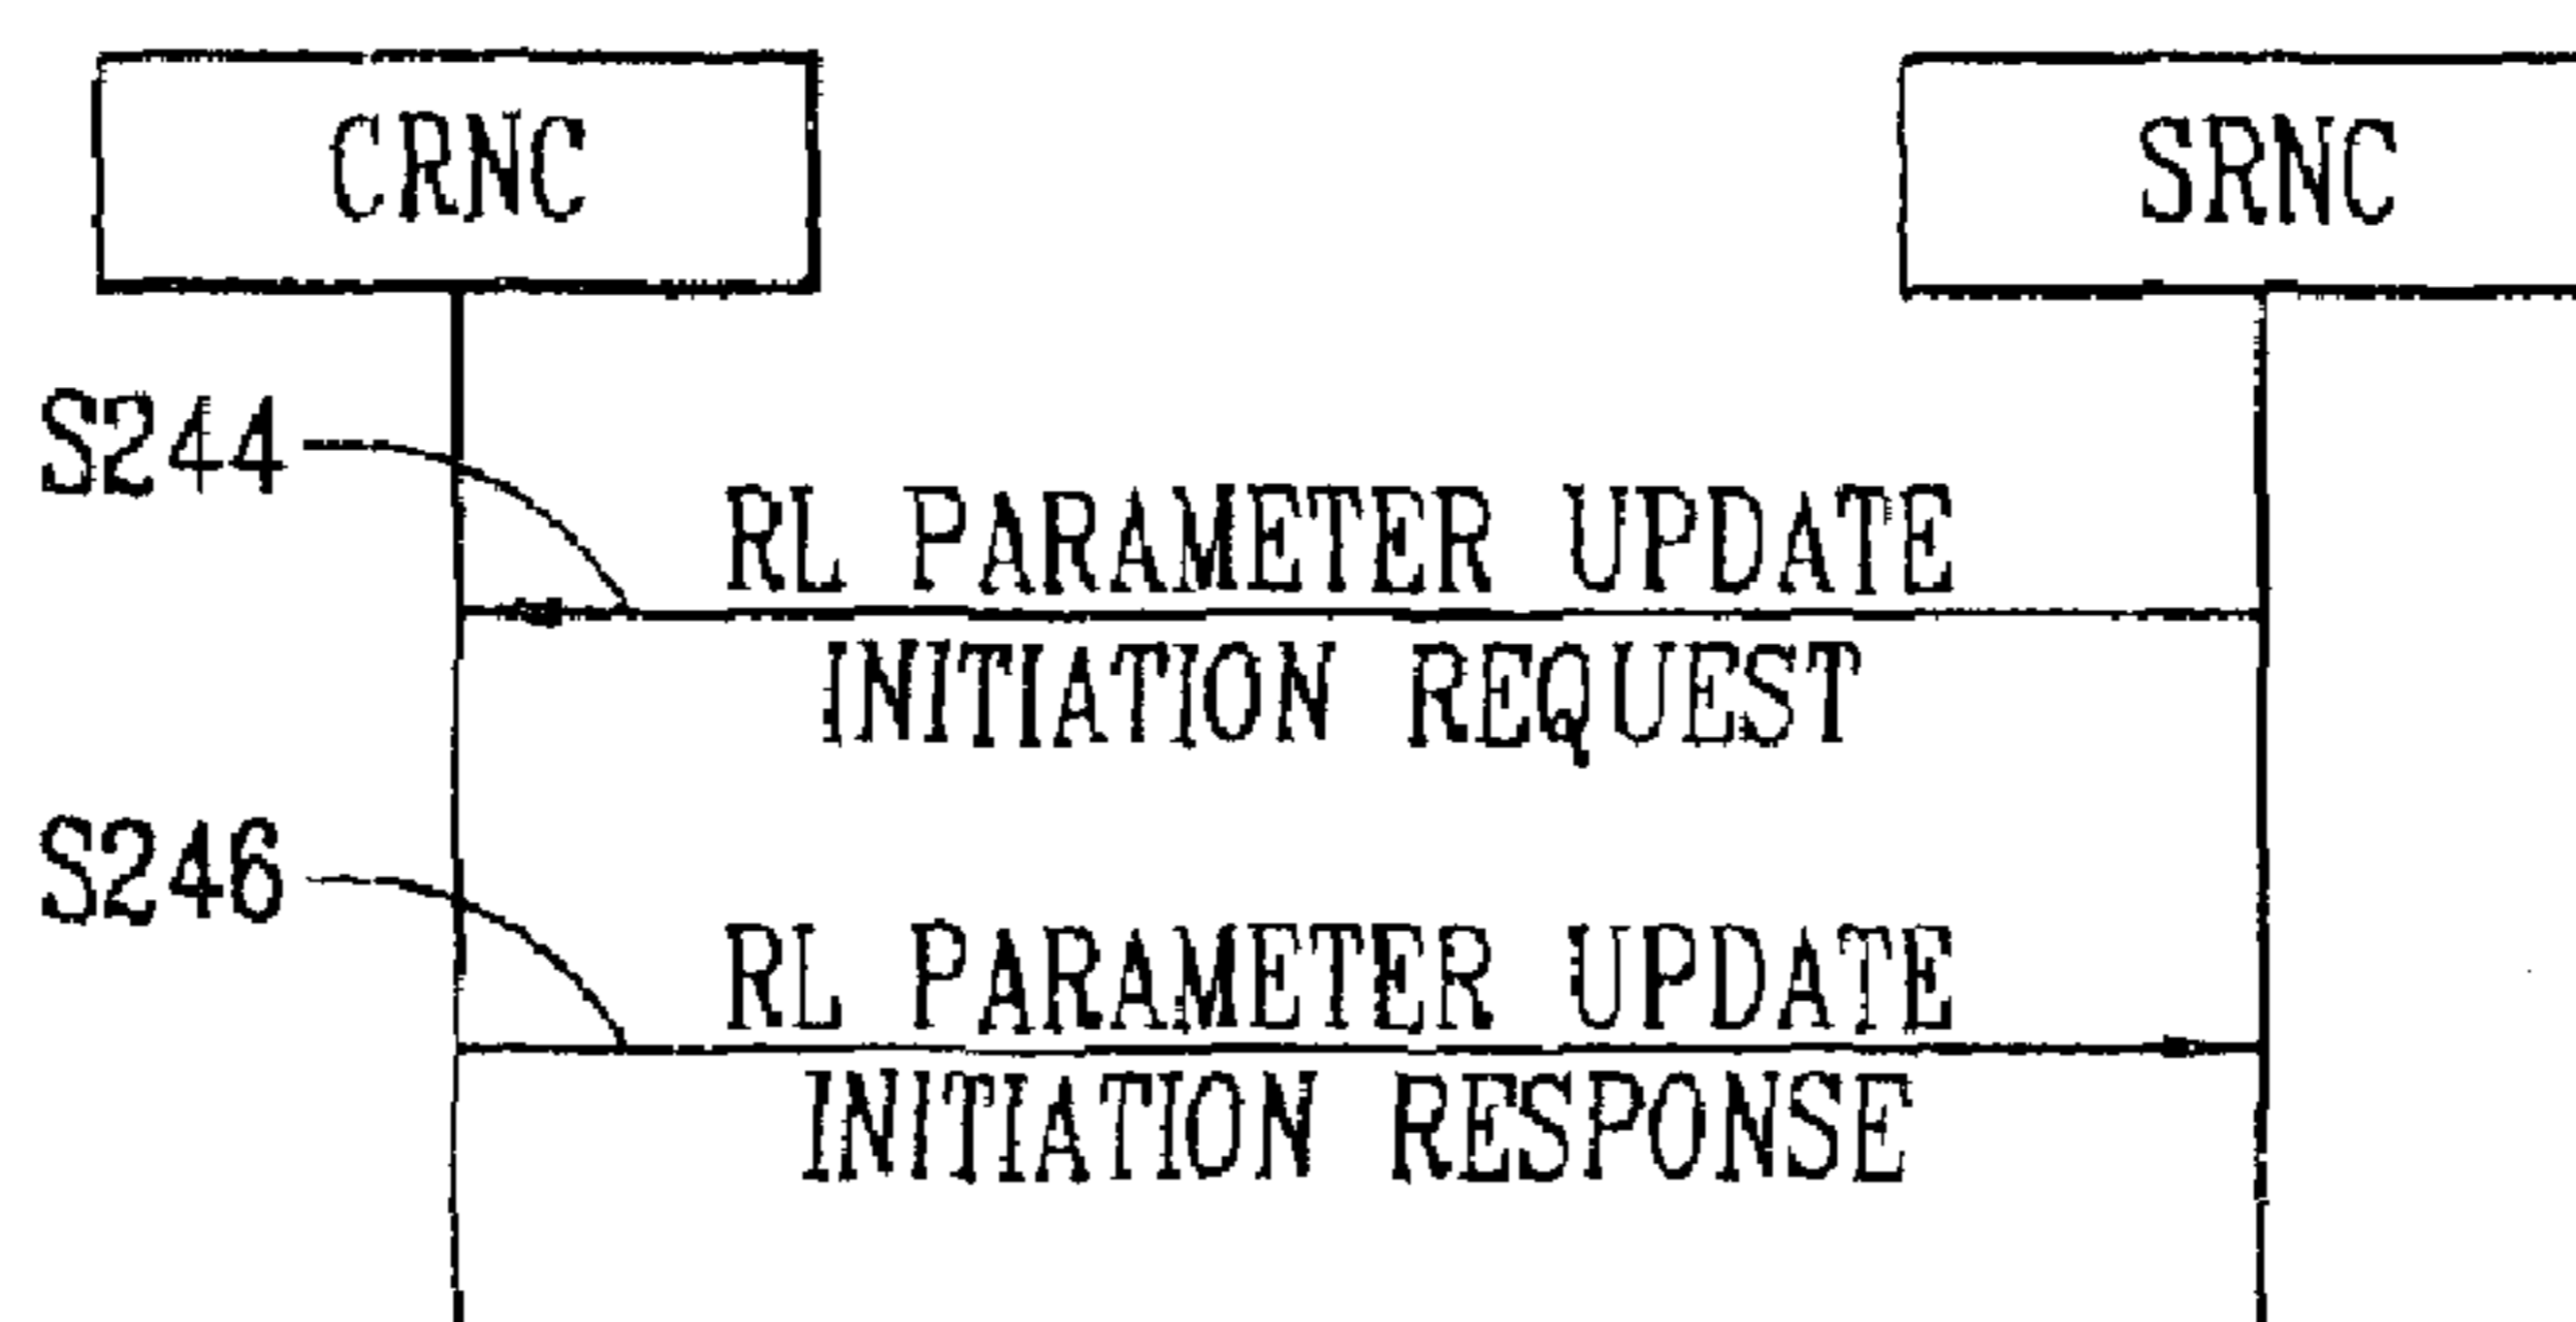 CRNC
SRNC
S244
RL PARAMETER UPDATE
INITIATION REQUEST
S246
RL PARAMETER UPDATE
INITIATION RESPONSE